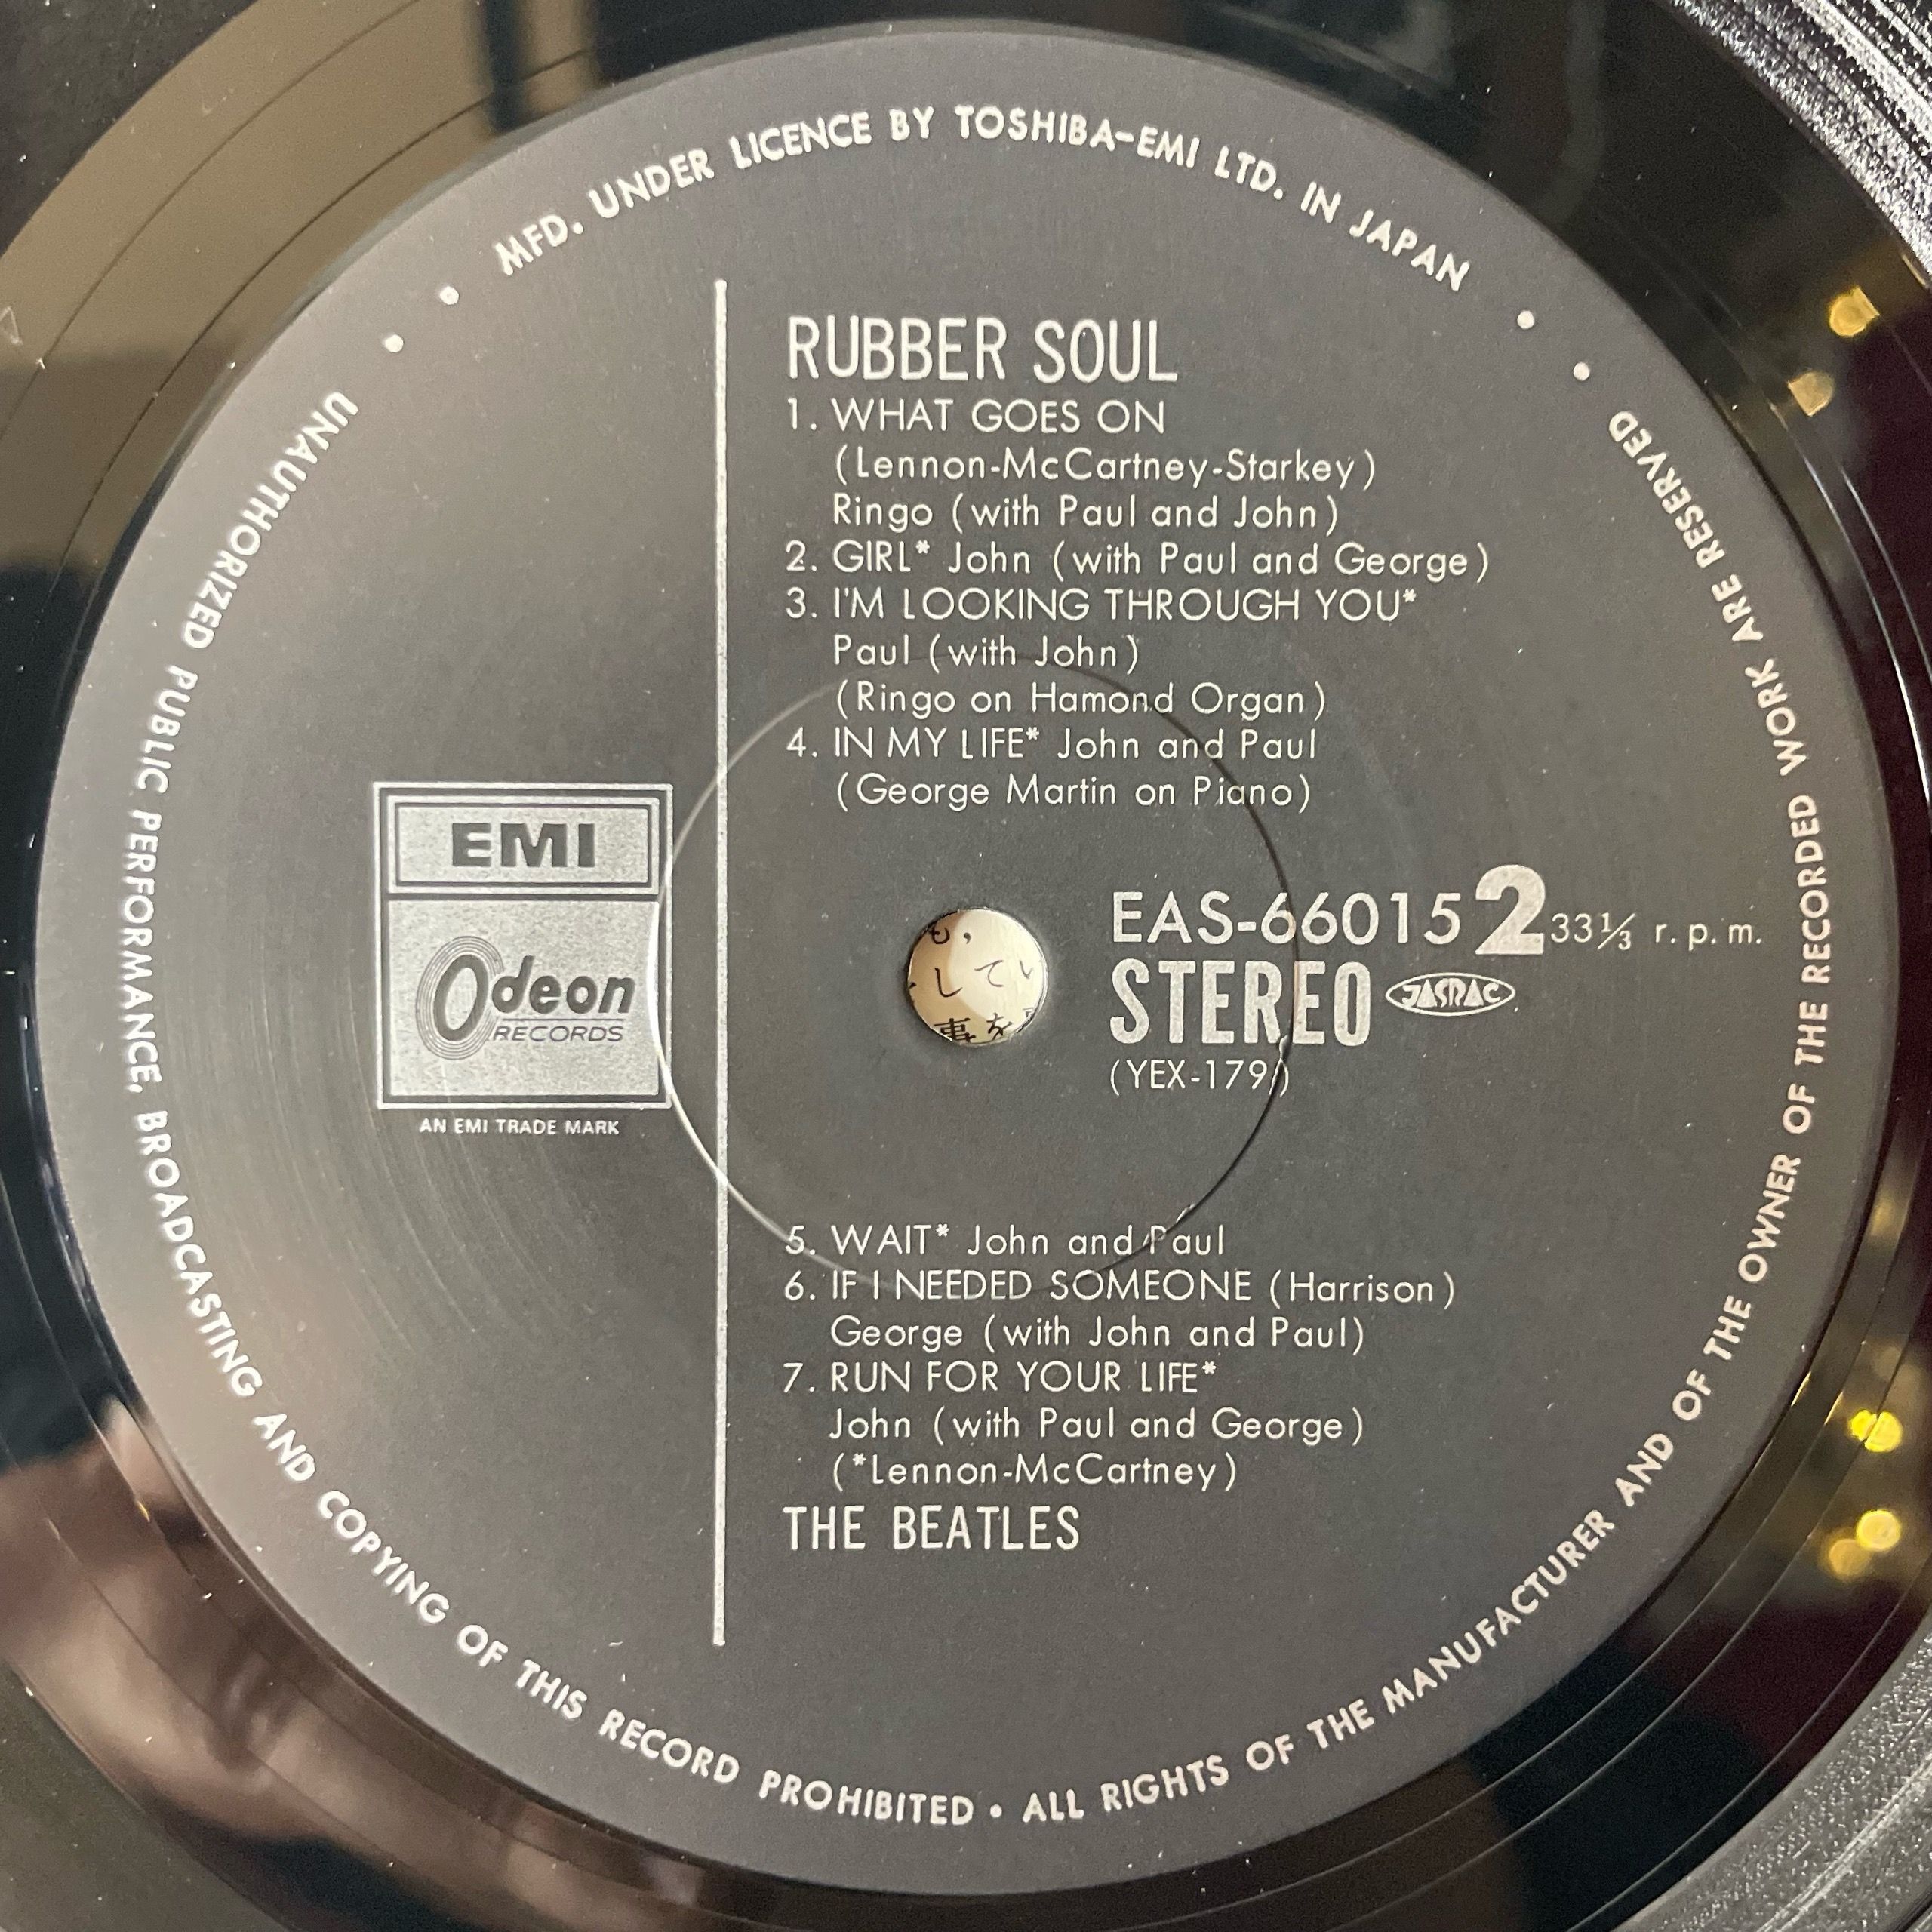 MFD. UNDER LICENCE BY TOSHIBA-EMI LTD. IN JAPAN
RUBBER SOUL
1. WHAT GOES ON
(Lennon-McCartney-Starkey)
Ringo (with Paul and John)
2. GIRL* John (with Paul and George)
3. I'M LOOKING THROUGH YOU*
Paul (with John)
(Ringo on Hamond Organ)
4. IN MY LIFE* John and Paul
(George Martin on Piano)
EMI
Odeon
RECORDS
AN EMI TRADE MARK
も,
して
事を
EAS-66015 2 33⅓ r.p.m.
STEREO JASRAC
(YEX-179)
5. WAIT* John and Paul
6. IF I NEEDED SOMEONE (Harrison)
George (with John and Paul)
7. RUN FOR YOUR LIFE*
John (with Paul and George)
(*Lennon-McCartney)
THE BEATLES
UNAUTHORIZED PUBLIC PERFORMANCE, BROADCASTING AND COPYING OF THIS RECORD PROHIBITED • ALL RIGHTS OF THE MANUFACTURER AND OF THE OWNER OF THE RECORDED WORK ARE RESERVED